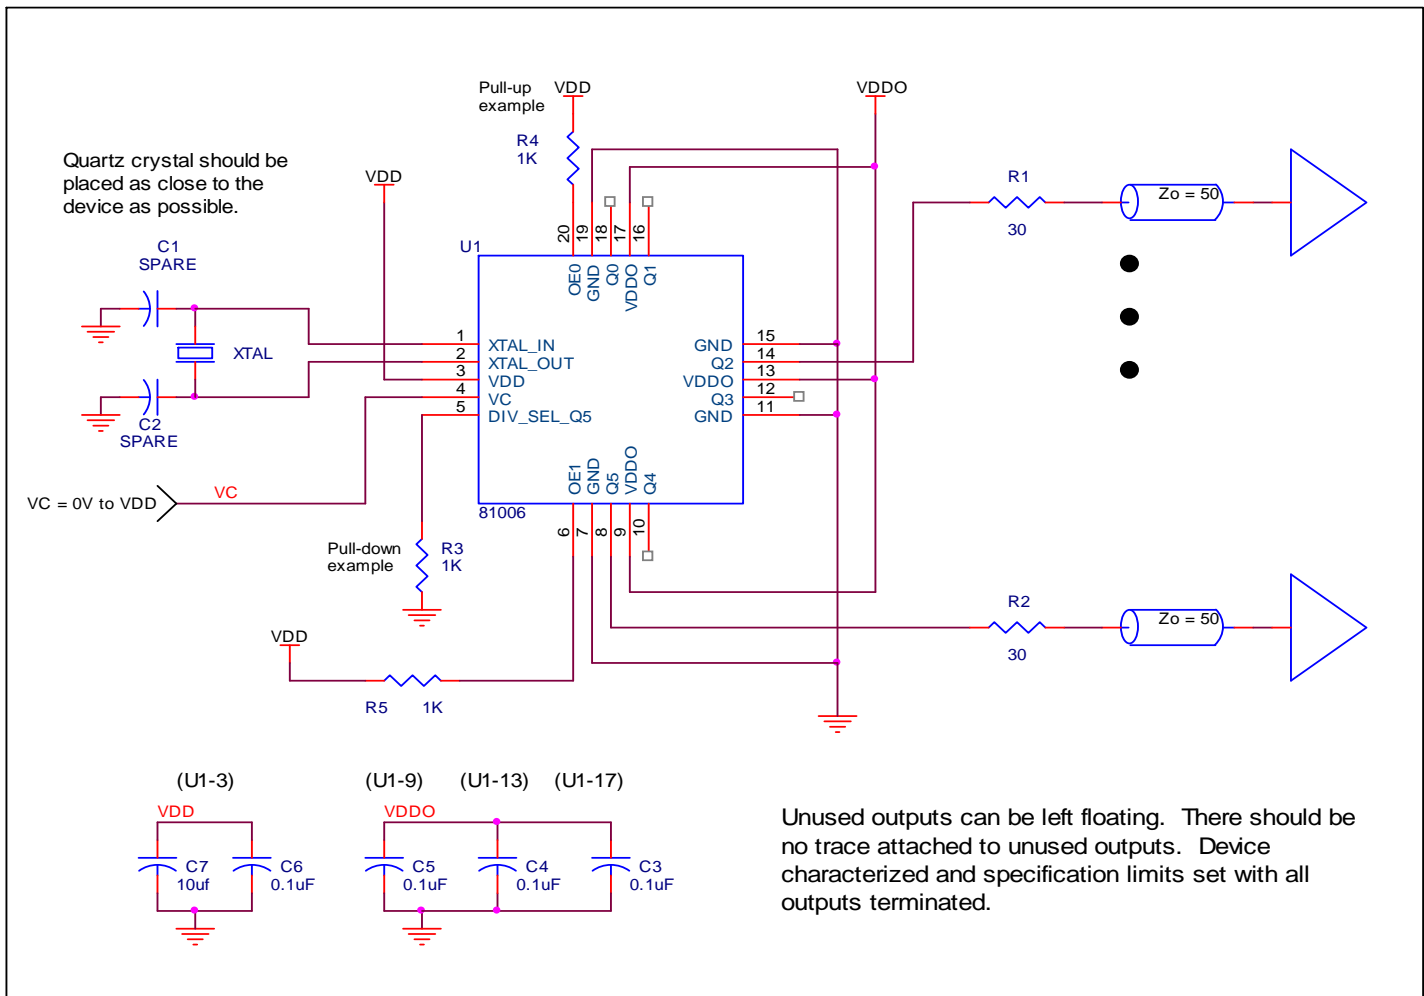 Pull-up
example
VDD
VDDO
R4
1K
Quartz crystal should be
placed as close to the
device as possible.
VDD
R1
30
Zo = 50
C1
SPARE
U1
20
19
18
17
16
OE0
GND
Q0
VDDO
Q1
XTAL
1
2
3
4
5
XTAL_IN
XTAL_OUT
VDD
VC
DIV_SEL_Q5
GND
Q2
VDDO
Q3
GND
15
14
13
12
11
C2
SPARE
OE1
GND
Q5
VDDO
Q4
VC = 0V to VDD
VC
81006
6
7
8
9
10
Pull-down
example
R3
1K
R2
30
Zo = 50
VDD
R5
1K
(U1-3)
(U1-9)
(U1-13)
(U1-17)
VDD
VDDO
C7
10uf
C6
0.1uF
C5
0.1uF
C4
0.1uF
C3
0.1uF
Unused outputs can be left floating. There should be
no trace attached to unused outputs. Device
characterized and specification limits set with all
outputs terminated.